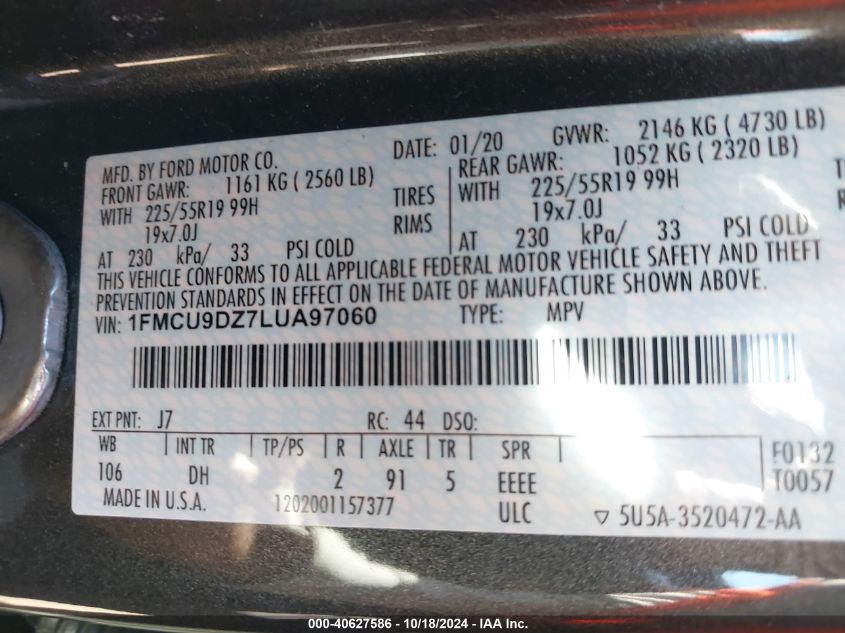 MFD. BY FORD MOTOR CO. DATE: 01/20 GVWR: 2146 KG ( 4730 LB)
FRONT GAWR: 1161 KG ( 2560 LB) REAR GAWR: 1052 KG ( 2320 LB)
WITH 225/55R19 99H TIRES WITH 225/55R19 99H
19x7.0J RIMS 19x7.0J
AT 230 kPa/ 33 PSI COLD AT 230 kPa/ 33 PSI COLD
THIS VEHICLE CONFORMS TO ALL APPLICABLE FEDERAL MOTOR VEHICLE SAFETY AND THEFT
PREVENTION STANDARDS IN EFFECT ON THE DATE OF MANUFACTURE SHOWN ABOVE.
VIN: 1FMCU9DZ7LUA97060 TYPE: MPV
EXT PNT: J7 RC: 44 DSO:
WB INT TR TP/PS R AXLE TR SPR F0132
106 DH 2 91 5 EEEE T0057
MADE IN U.S.A. 1202001157377 ULC ▽ 5U5A-3520472-AA
000-40627586 - 10/18/2024 - IAA Inc.